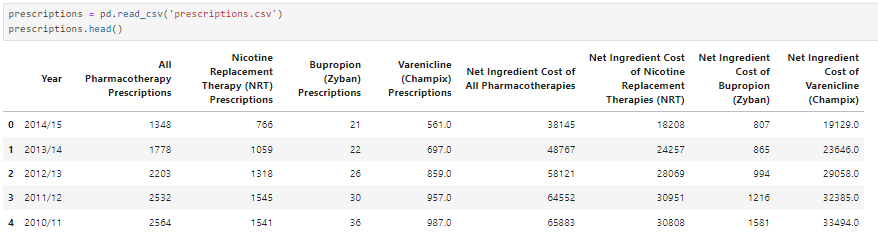 prescriptions = pd.read_csv('prescriptions.csv')
prescriptions.head()
Year All Pharmacotherapy Prescriptions Nicotine Replacement Therapy (NRT) Prescriptions Bupropion (Zyban) Prescriptions Varenicline (Champix) Prescriptions Net Ingredient Cost of All Pharmacotherapies Net Ingredient Cost of Nicotine Replacement Therapies (NRT) Net Ingredient Cost of Bupropion (Zyban) Net Ingredient Cost of Varenicline (Champix)
0 2014/15 1348 766 21 561.0 38145 18208 807 19129.0
1 2013/14 1778 1059 22 697.0 48767 24257 865 23646.0
2 2012/13 2203 1318 26 859.0 58121 28069 994 29058.0
3 2011/12 2532 1545 30 957.0 64552 30951 1216 32385.0
4 2010/11 2564 1541 36 987.0 65883 30808 1581 33494.0